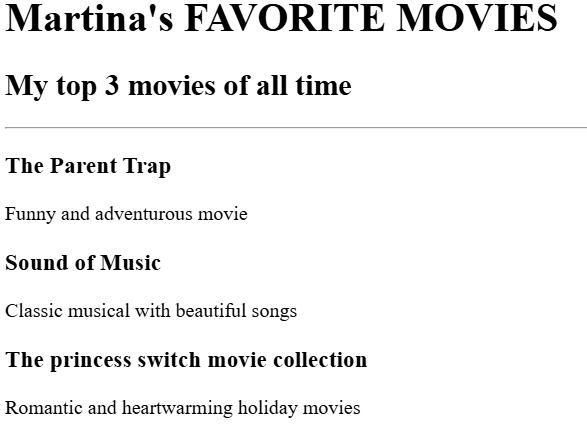 Martina's FAVORITE MOVIES
My top 3 movies of all time
The Parent Trap
Funny and adventurous movie
Sound of Music
Classic musical with beautiful songs
The princess switch movie collection
Romantic and heartwarming holiday movies